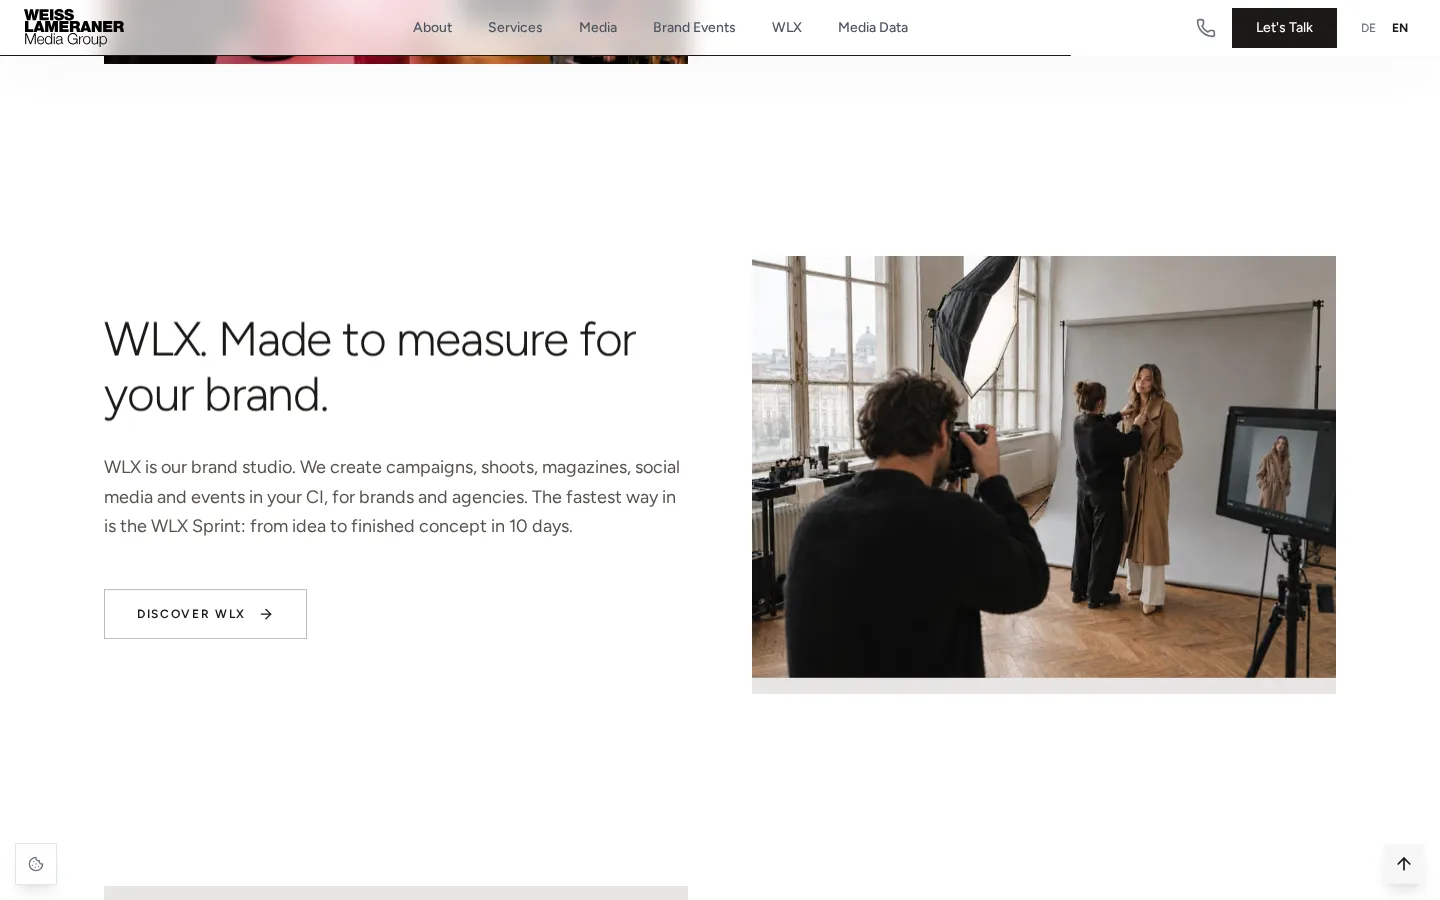 WEISS
LAMERANER
Media Group
About
Services
Media
Brand Events
WLX
Media Data
Let's Talk
DE
EN
WLX. Made to measure for
your brand.
WLX is our brand studio. We create campaigns, shoots, magazines, social
media and events in your CI, for brands and agencies. The fastest way in
is the WLX Sprint: from idea to finished concept in 10 days.
DISCOVER WLX